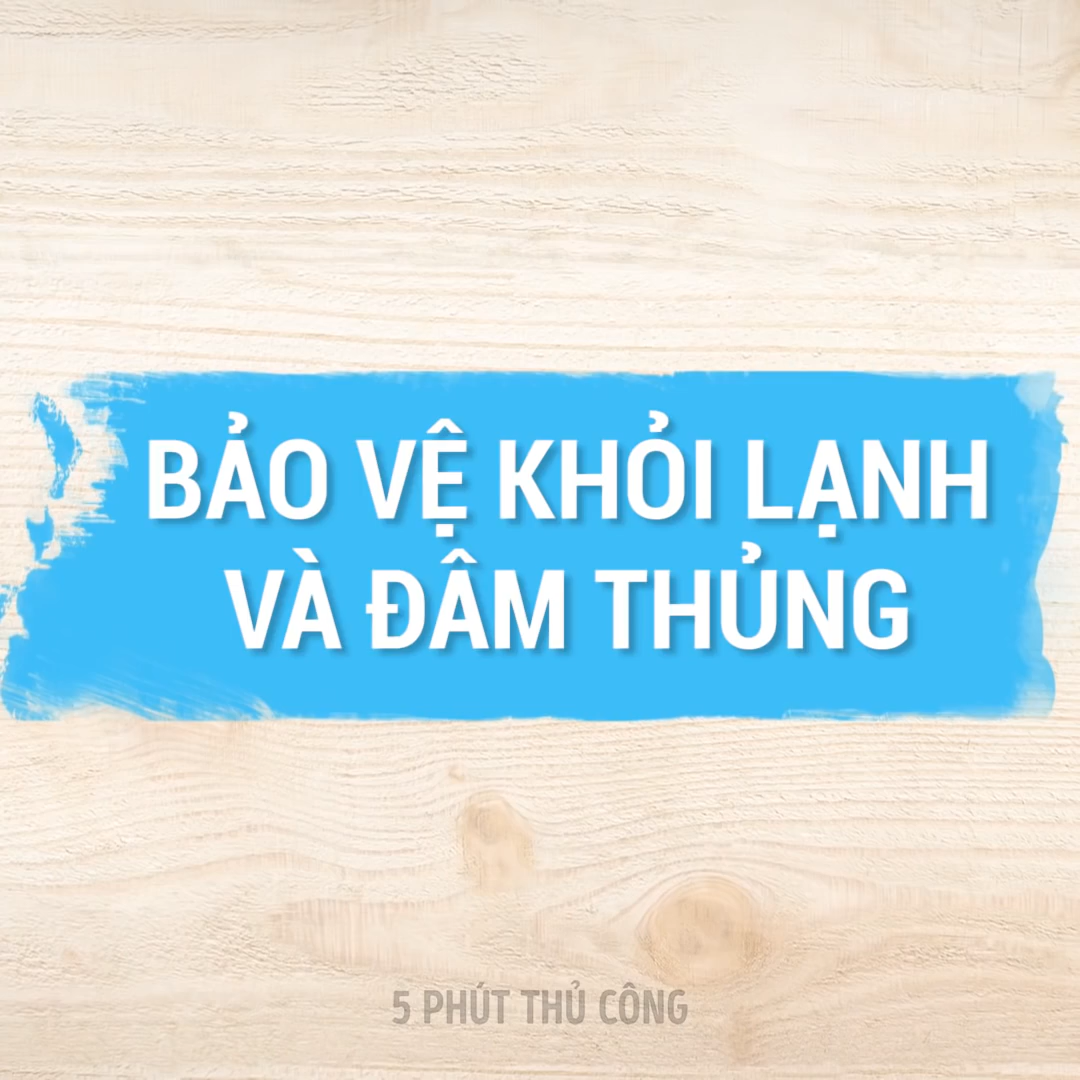 BẢO VỆ KHỎI LẠNH
VÀ ĐÂM THỦNG
5 PHÚT THỦ CÔNG